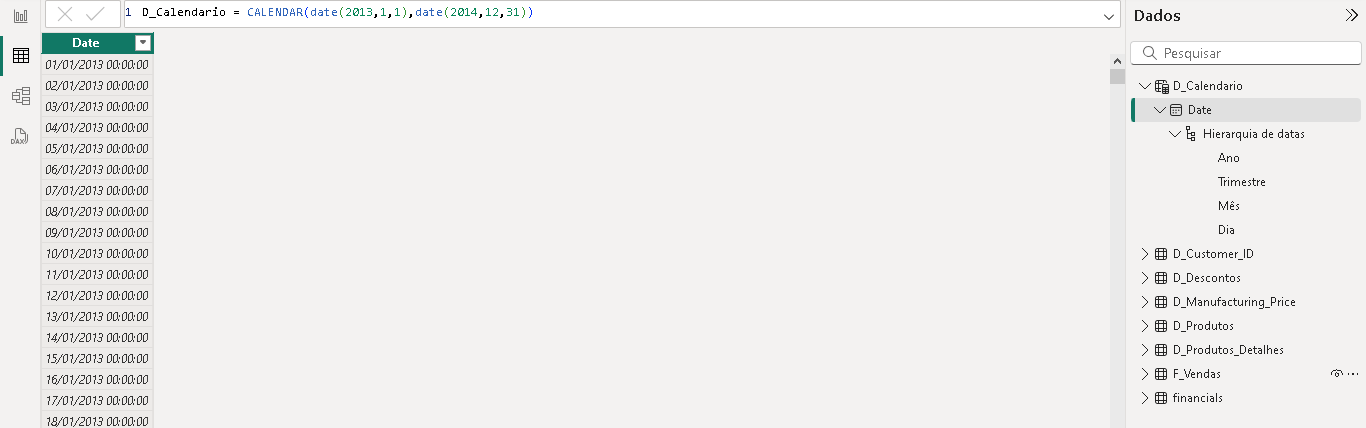 1 D_Calendario = CALENDAR(date(2013,1,1),date(2014,12,31))
Date
01/01/2013 00:00:00
02/01/2013 00:00:00
03/01/2013 00:00:00
04/01/2013 00:00:00
05/01/2013 00:00:00
06/01/2013 00:00:00
07/01/2013 00:00:00
08/01/2013 00:00:00
09/01/2013 00:00:00
10/01/2013 00:00:00
11/01/2013 00:00:00
12/01/2013 00:00:00
13/01/2013 00:00:00
14/01/2013 00:00:00
15/01/2013 00:00:00
16/01/2013 00:00:00
17/01/2013 00:00:00
18/01/2013 00:00:00
DAX
Dados
Pesquisar
D_Calendario
Date
Hierarquia de datas
Ano
Trimestre
Mês
Dia
D_Customer_ID
D_Descontos
D_Manufacturing_Price
D_Produtos
D_Produtos_Detalhes
F_Vendas
financials